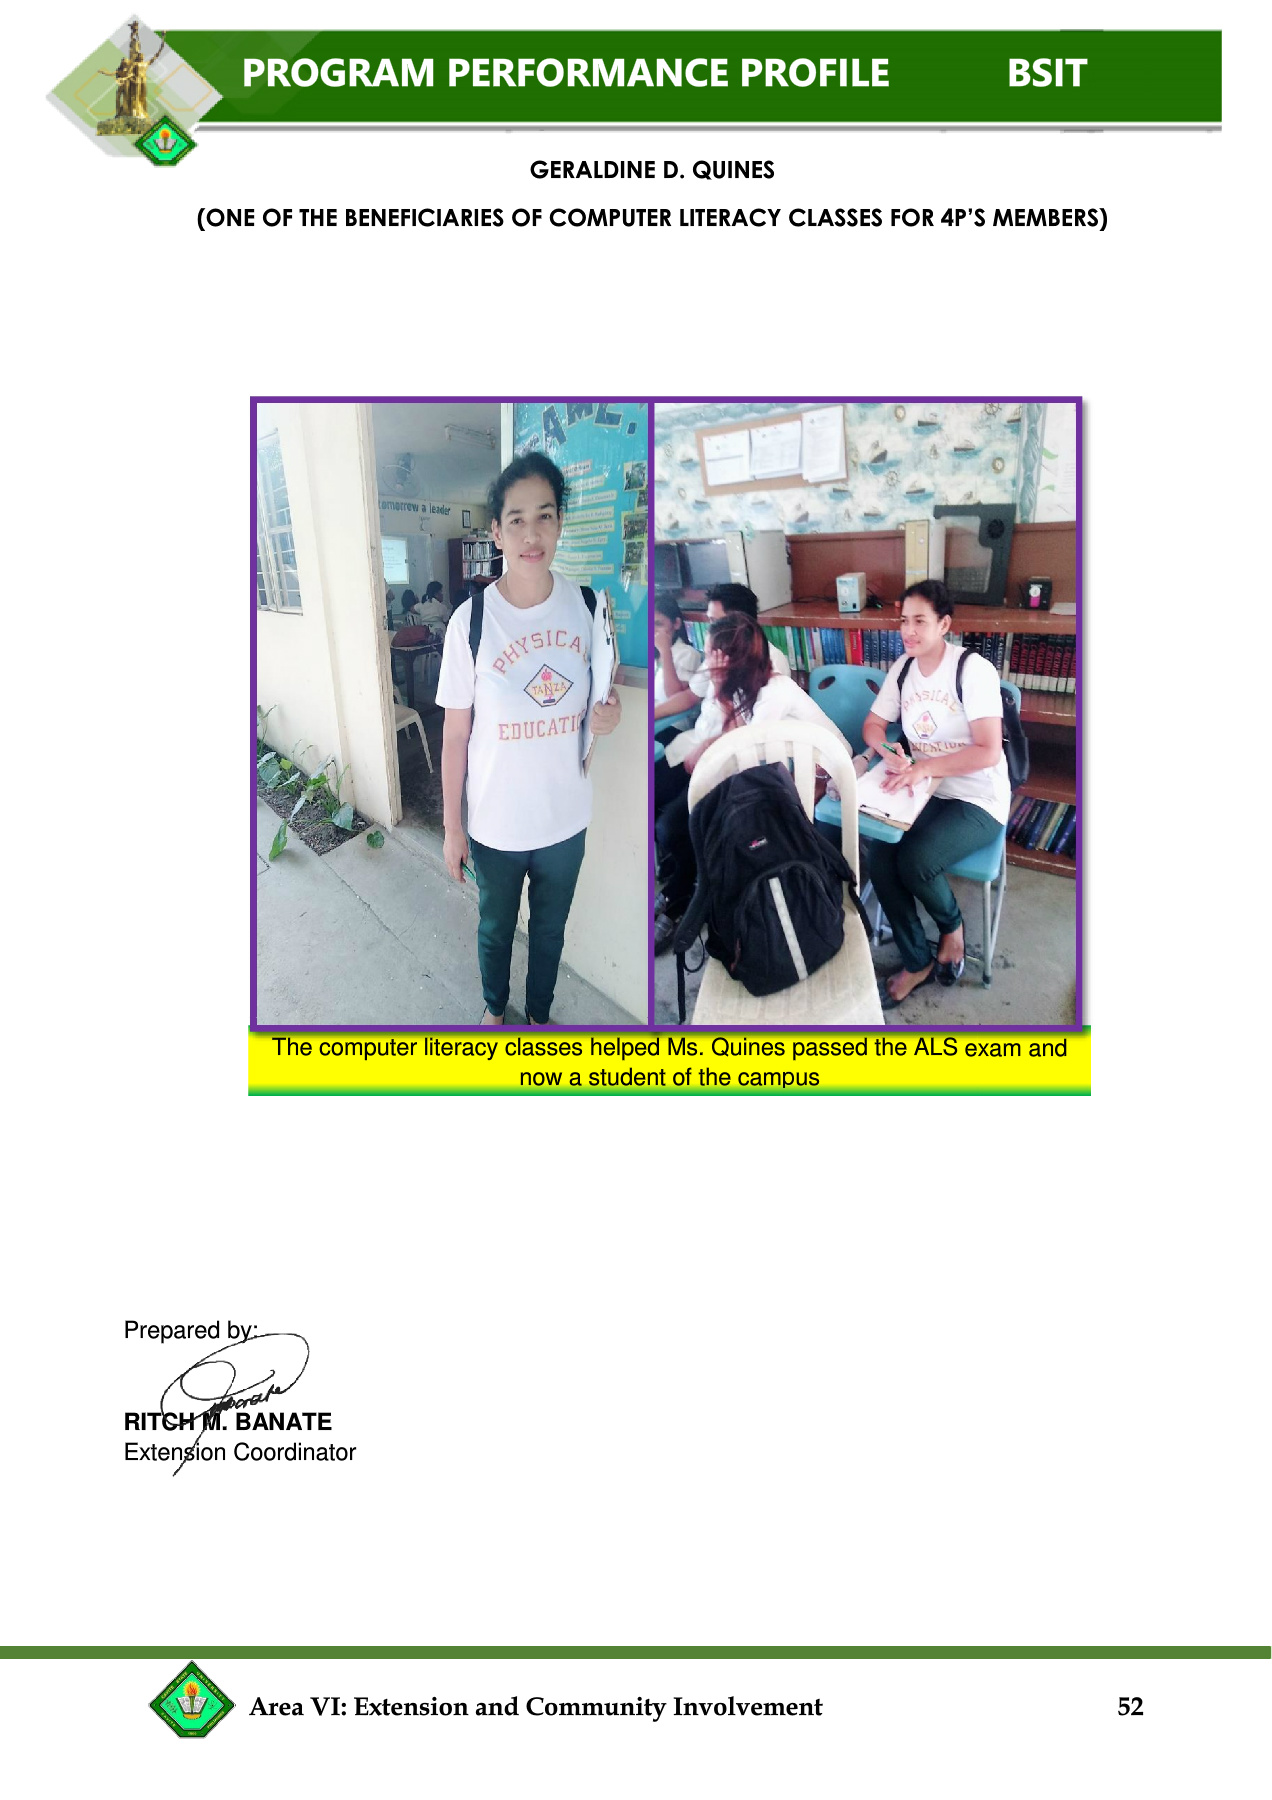 PROGRAM PERFORMANCE PROFILE BSIT
GERALDINE D. QUINES
(ONE OF THE BENEFICIARIES OF COMPUTER LITERACY CLASSES FOR 4P'S MEMBERS)
tomorrow a leader
PHYSICAL
TANZA
EDUCATI
PHYSICAL
The computer literacy classes helped Ms. Quines passed the ALS exam and
now a student of the campus
Prepared by:
RITCH M. BANATE
Extension Coordinator
Area VI: Extension and Community Involvement 52